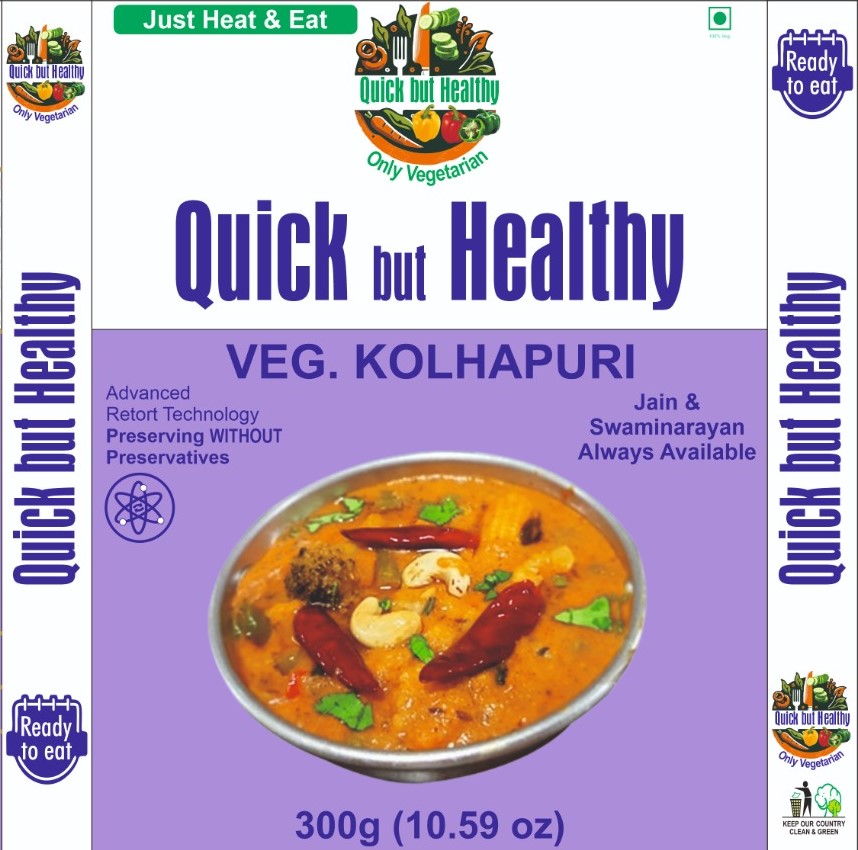 Quick but Healthy
Only Vegetarian
Quick but Healthy
Ready
to eat
Just Heat & Eat
Quick but Healthy
Only Vegetarian
100% Veg.
Quick but Healthy
VEG. KOLHAPURI
Advanced
Retort Technology
Preserving WITHOUT
Preservatives
Jain &
Swaminarayan
Always Available
300g (10.59 oz)
Ready
to eat
Quick but Healthy
Quick but Healthy
Only Vegetarian
KEEP OUR COUNTRY
CLEAN & GREEN